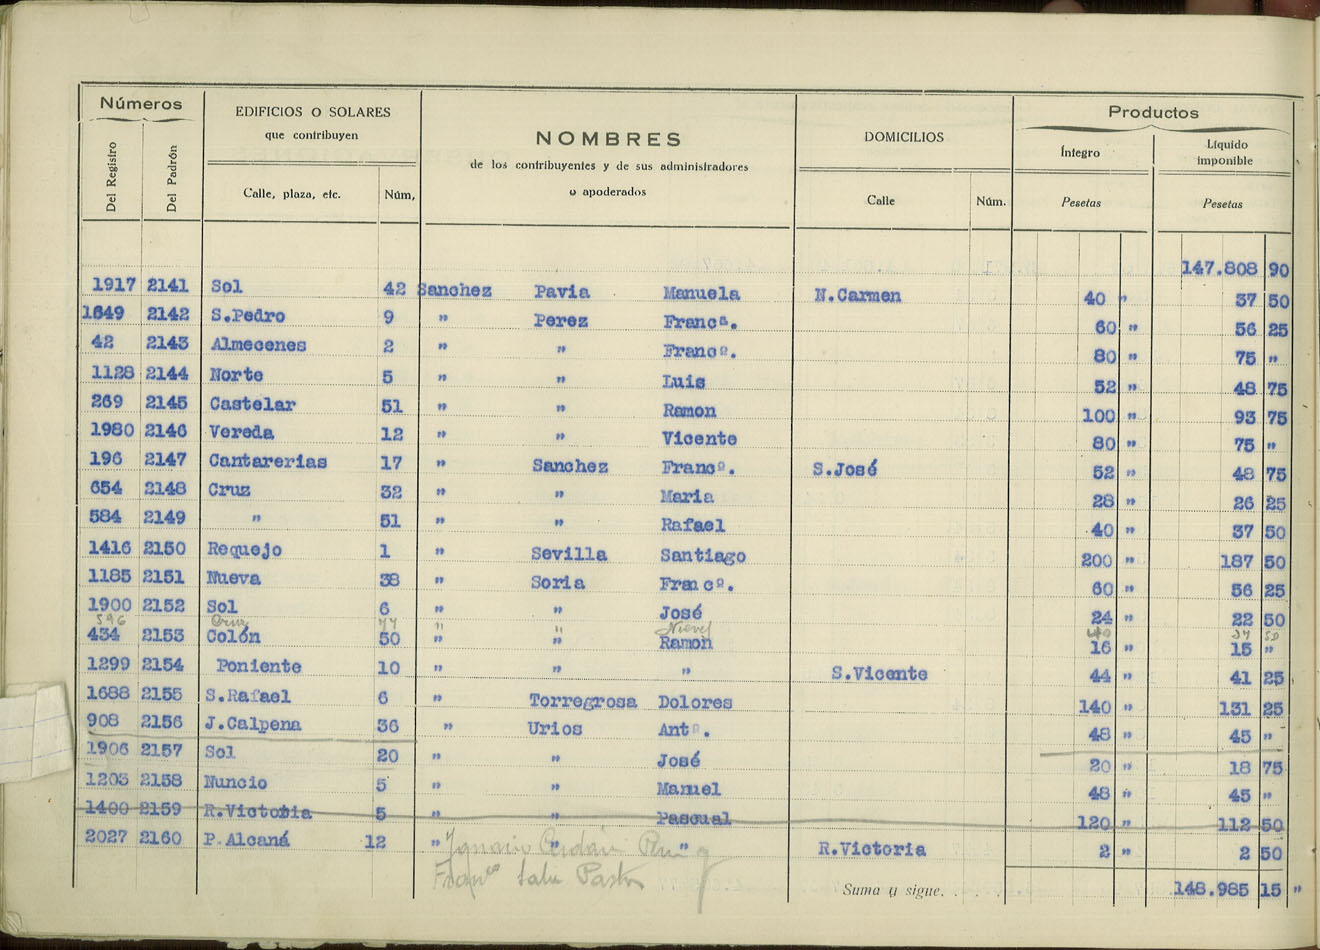 Números EDIFICIOS O SOLARES que contribuyen NOMBRES de los contribuyentes y de sus administradores o apoderados DOMICILIOS Productos
Del Registro Del Padrón Calle, plaza, etc. Núm, Calle Núm. Íntegro Pesetas Líquido imponible Pesetas
147.808 90
1917 2141 Sol 42 Sanchez Pavia Manuela N.Carmen 40 " 37 50
1649 2142 S.Pedro 9 " Perez Francª. 60 " 56 25
42 2143 Almecenes 2 " " Francº. 80 " 75 "
1128 2144 Norte 5 " " Luis 52 " 48 75
269 2145 Castelar 51 " " Ramon 100 " 93 75
1980 2146 Vereda 12 " " Vicente 80 " 75 "
196 2147 Cantarerias 17 " Sanchez Francº. S.José 52 " 48 75
654 2148 Cruz 32 " " Maria 28 " 26 25
584 2149 " 51 " " Rafael 40 " 37 50
1416 2150 Requejo 1 " Sevilla Santiago 200 " 187 50
1185 2151 Nueva 38 " Soria Francº. 60 " 56 25
1900 2152 Sol 6 " " José 24 " 22 50
596 Cruz 44 " " 40 37 50
434 2153 Colón 50 " " Ramon 16 " 15 "
1299 2154 Poniente 10 " " " S.Vicente 44 " 41 25
1688 2155 S.Rafael 6 " Torregrosa Dolores 140 " 131 25
908 2156 J.Calpena 36 " Urios Antº. 48 " 45 "
1906 2157 Sol 20 " " José 20 " 18 75
1203 2158 Nuncio 5 " " Manuel 48 " 45 "
1400 2159 R.Victoria 5 " " Pascual 120 " 112 50
2027 2160 P.Alcaná 12 " " " R.Victoria 2 " 2 50
Ignacio
Pastor
Suma y sigue. . . . . . 148.985 15 "